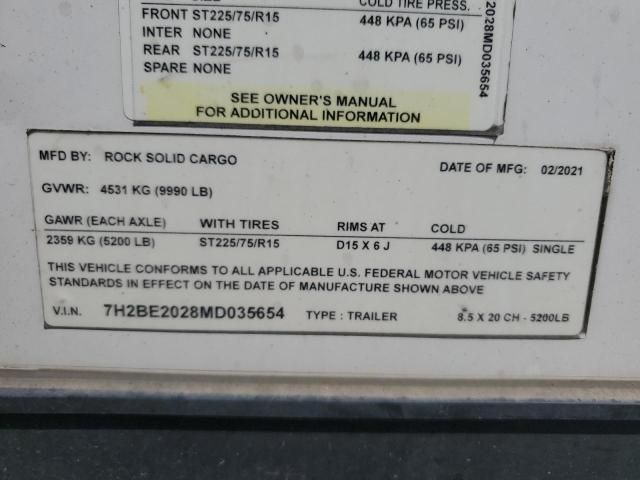 SIZE COLD TIRE PRESS.
FRONT ST225/75/R15 448 KPA (65 PSI)
INTER NONE
REAR ST225/75/R15 448 KPA (65 PSI)
SPARE NONE
SEE OWNER'S MANUAL
FOR ADDITIONAL INFORMATION
2028MD035654
MFD BY: ROCK SOLID CARGO DATE OF MFG: 02/2021
GVWR: 4531 KG (9990 LB)
GAWR (EACH AXLE) WITH TIRES RIMS AT COLD
2359 KG (5200 LB) ST225/75/R15 D15 X 6 J 448 KPA (65 PSI) SINGLE
THIS VEHICLE CONFORMS TO ALL APPLICABLE U.S. FEDERAL MOTOR VEHICLE SAFETY
STANDARDS IN EFFECT ON THE DATE OF MANUFACTURE SHOWN ABOVE
V.I.N. 7H2BE2028MD035654 TYPE : TRAILER 8.5 X 20 CH - 5200LB